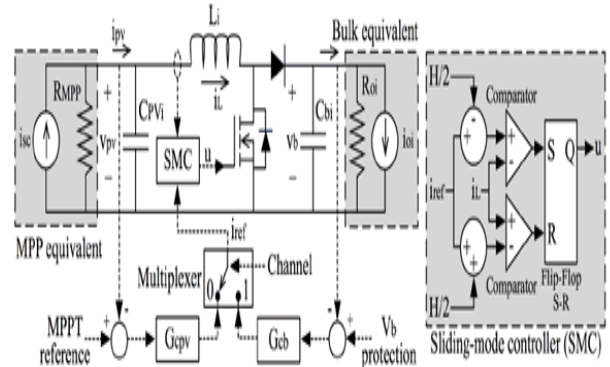 ipv
Li
Bulk equivalent
RMPP
iL
Roi
CPVi
Cbi
isc
vpv
SMC
u
vb
ioi
MPP equivalent
iref
Multiplexer
Channel
0
1
MPPT
reference
Gcpv
Gcb
Vb
protection
+
-
H/2
Comparator
S
Q
u
iref
iL
R
Flip-Flop
S-R
H/2
Comparator
Sliding-mode controller (SMC)